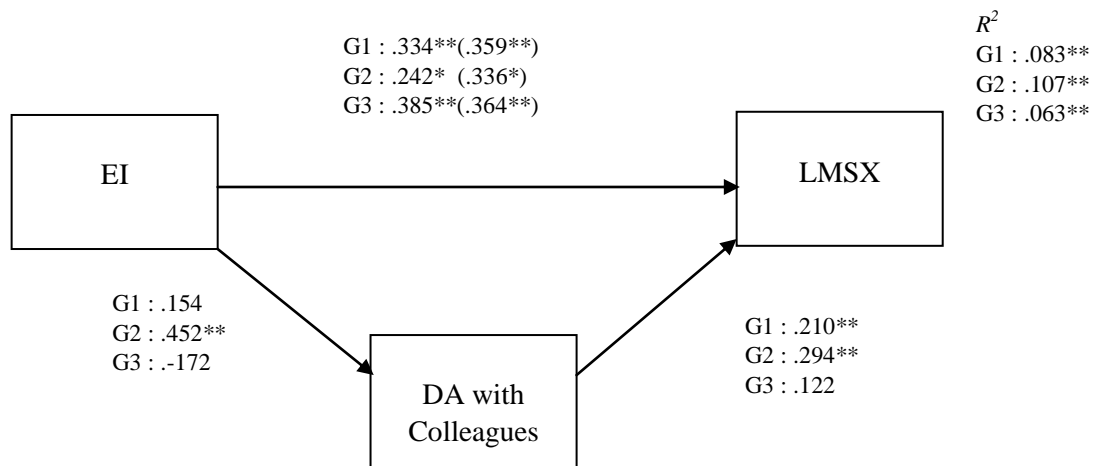 R²
G1 : .083**
G2 : .107**
G3 : .063**
G1 : .334**(.359**)
G2 : .242* (.336*)
G3 : .385**(.364**)
EI
LMSX
G1 : .154
G2 : .452**
G3 : .-172
G1 : .210**
G2 : .294**
G3 : .122
DA with
Colleagues